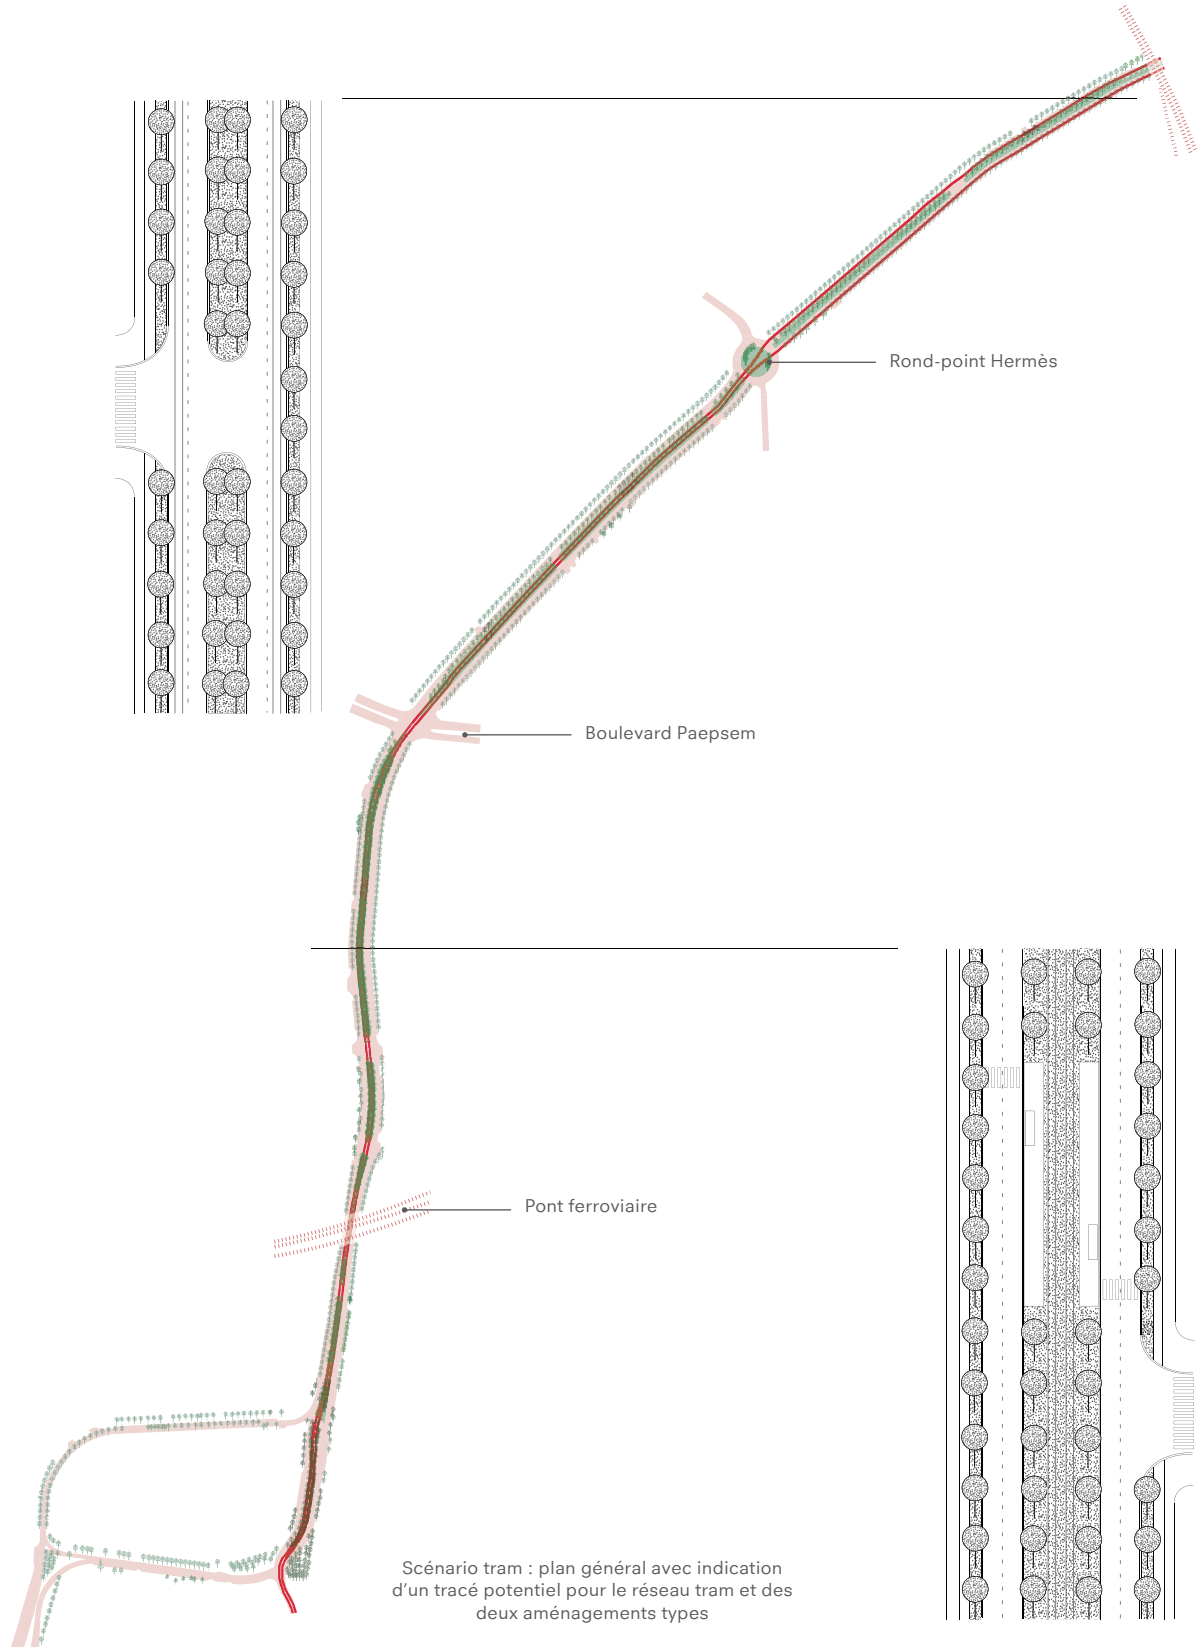 Rond-point Hermès
Boulevard Paepsem
Pont ferroviaire
Scénario tram : plan général avec indication
d’un tracé potentiel pour le réseau tram et des
deux aménagements types